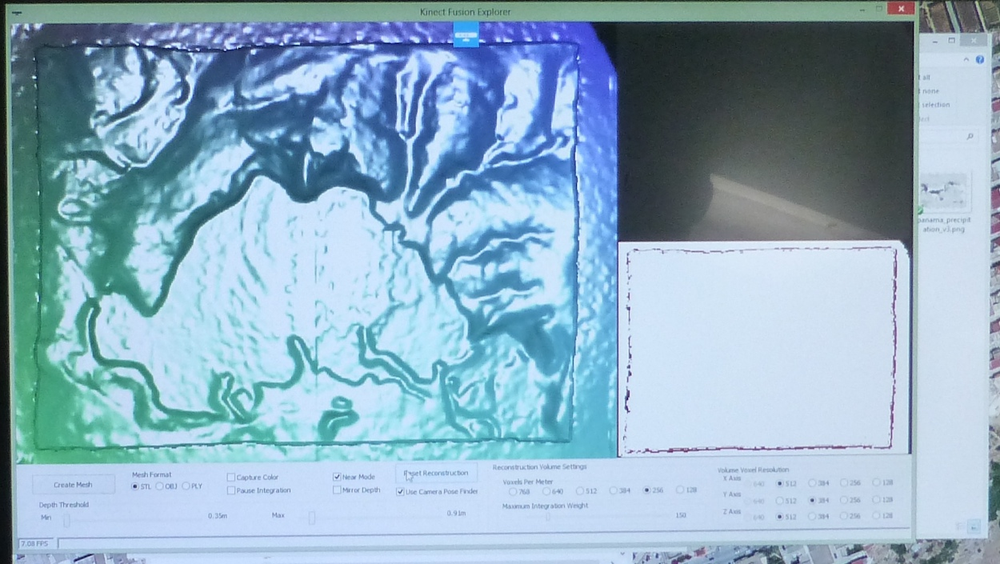 Kinect Fusion Explorer
all
none
selection
panama_precipit
ation_v3.png
Create Mesh
Mesh Format
STL OBJ PLY
Capture Color
Pause Integration
Near Mode
Mirror Depth
Reset Reconstruction
Use Camera Pose Finder
Depth Threshold
Min 0.35m Max 0.91m
Reconstruction Volume Settings
Voxels Per Meter
768 640 512 384 256 128
Maximum Integration Weight
150
Volume Voxel Resolution
X Axis 640 512 384 256 128
Y Axis 640 512 384 256 128
Z Axis 640 512 384 256 128
7.08 FPS